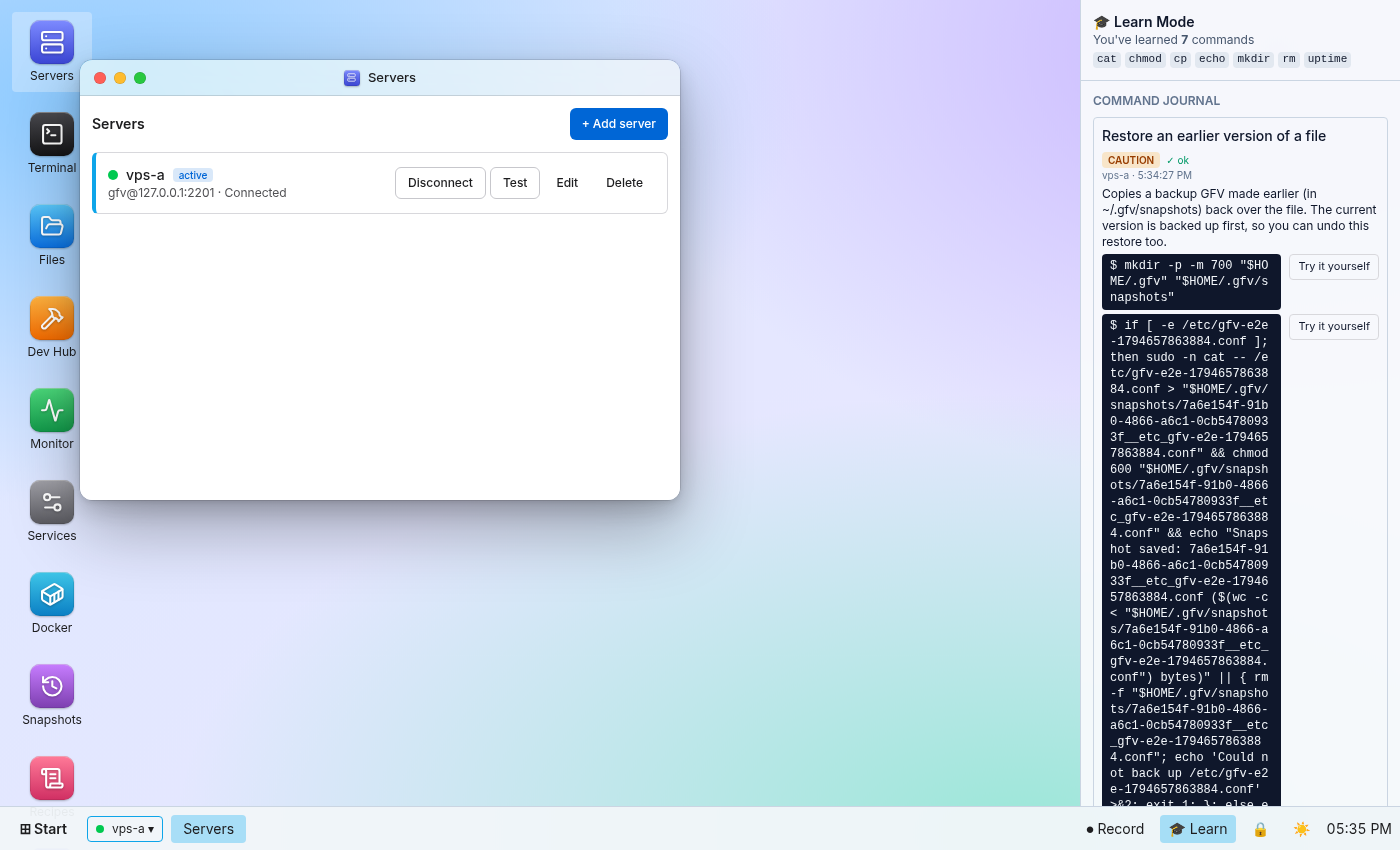 Servers
Terminal
Files
Dev Hub
Monitor
Services
Docker
Snapshots
Recipes
Servers
Servers
+ Add server
vps-a active
gfv@127.0.0.1:2201 · Connected
Disconnect
Test
Edit
Delete
🎓 Learn Mode
You've learned 7 commands
cat chmod cp echo mkdir rm uptime
COMMAND JOURNAL
Restore an earlier version of a file
CAUTION ✓ ok
vps-a · 5:34:27 PM
Copies a backup GFV made earlier (in
~/.gfv/snapshots) back over the file. The current
version is backed up first, so you can undo this
restore too.
$ mkdir -p -m 700 "$HO
ME/.gfv" "$HOME/.gfv/s
napshots"
Try it yourself
$ if [ -e /etc/gfv-e2e
-1794657863884.conf ];
then sudo -n cat -- /e
tc/gfv-e2e-17946578638
84.conf > "$HOME/.gfv/
snapshots/7a6e154f-91b
0-4866-a6c1-0cb5478093
3f__etc_gfv-e2e-179465
7863884.conf" && chmod
600 "$HOME/.gfv/snapsh
ots/7a6e154f-91b0-4866
-a6c1-0cb54780933f__et
c_gfv-e2e-179465786388
4.conf" && echo "Snaps
hot saved: 7a6e154f-91
b0-4866-a6c1-0cb547809
33f__etc_gfv-e2e-17946
57863884.conf ($(wc -c
< "$HOME/.gfv/snapshot
s/7a6e154f-91b0-4866-a
6c1-0cb54780933f__etc_
gfv-e2e-1794657863884.
conf") bytes)" || { rm
-f "$HOME/.gfv/snapsho
ts/7a6e154f-91b0-4866-
a6c1-0cb54780933f__etc
_gfv-e2e-179465786388
4.conf"; echo 'Could n
ot back up /etc/gfv-e2
e-1794657863884.conf'
>&2; exit 1; }; else e
Try it yourself
Start
vps-a ▾
Servers
● Record
🎓 Learn
05:35 PM